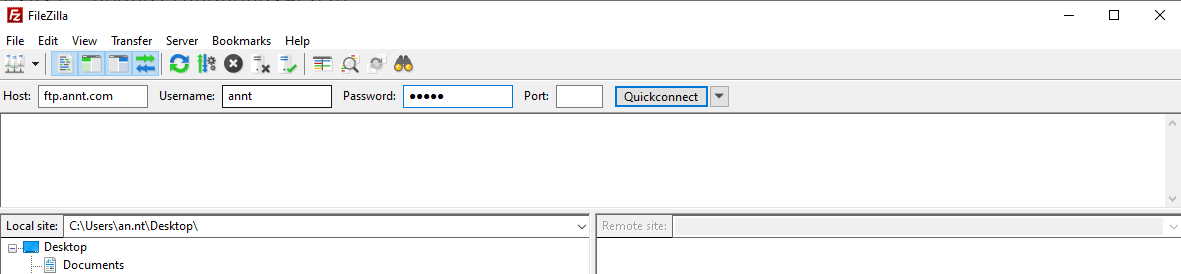 FileZilla
File Edit View Transfer Server Bookmarks Help
Host: ftp.annt.com Username: annt Password: ●●●●● Port: Quickconnect
Local site: C:\Users\an.nt\Desktop\ Remote site:
Desktop
Documents